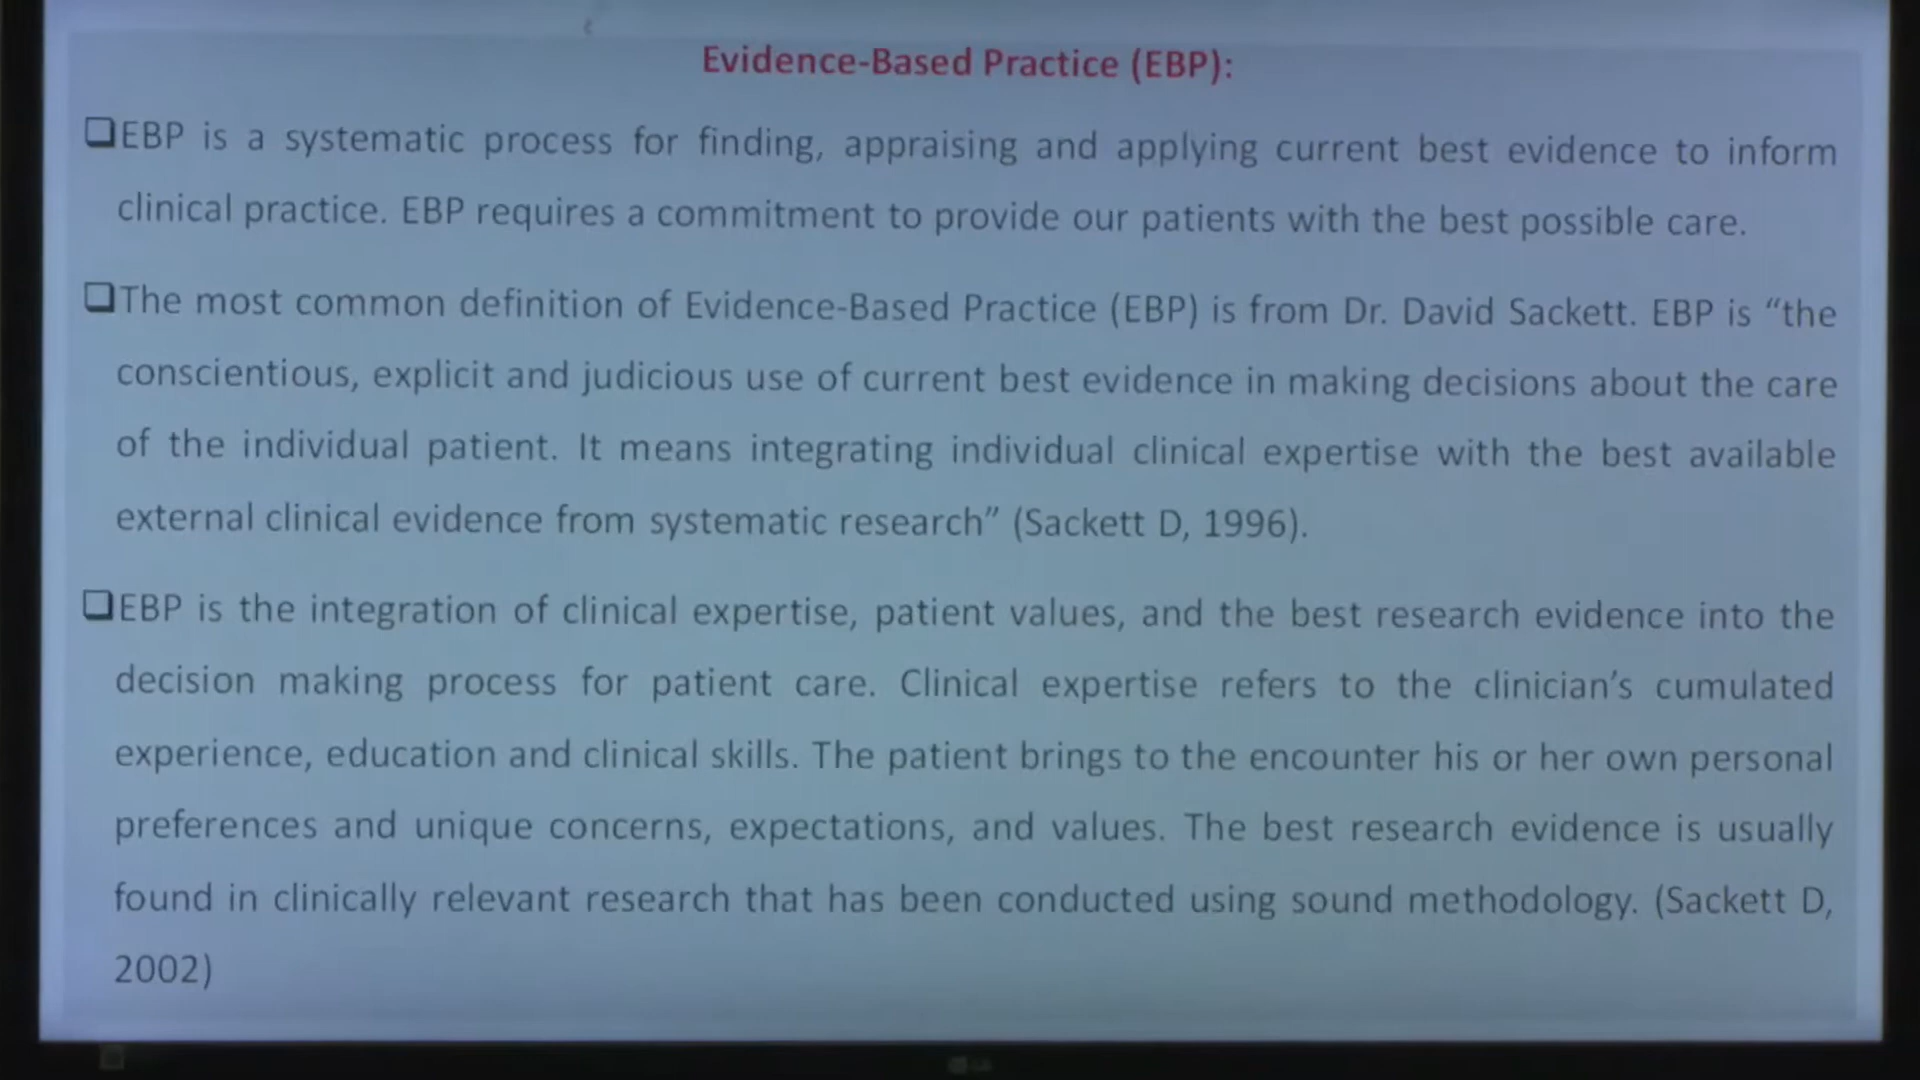 Evidence-Based Practice (EBP):
❑EBP is a systematic process for finding, appraising and applying current best evidence to inform
clinical practice. EBP requires a commitment to provide our patients with the best possible care.
❑The most common definition of Evidence-Based Practice (EBP) is from Dr. David Sackett. EBP is “the
conscientious, explicit and judicious use of current best evidence in making decisions about the care
of the individual patient. It means integrating individual clinical expertise with the best available
external clinical evidence from systematic research” (Sackett D, 1996).
❑EBP is the integration of clinical expertise, patient values, and the best research evidence into the
decision making process for patient care. Clinical expertise refers to the clinician’s cumulated
experience, education and clinical skills. The patient brings to the encounter his or her own personal
preferences and unique concerns, expectations, and values. The best research evidence is usually
found in clinically relevant research that has been conducted using sound methodology. (Sackett D,
2002)